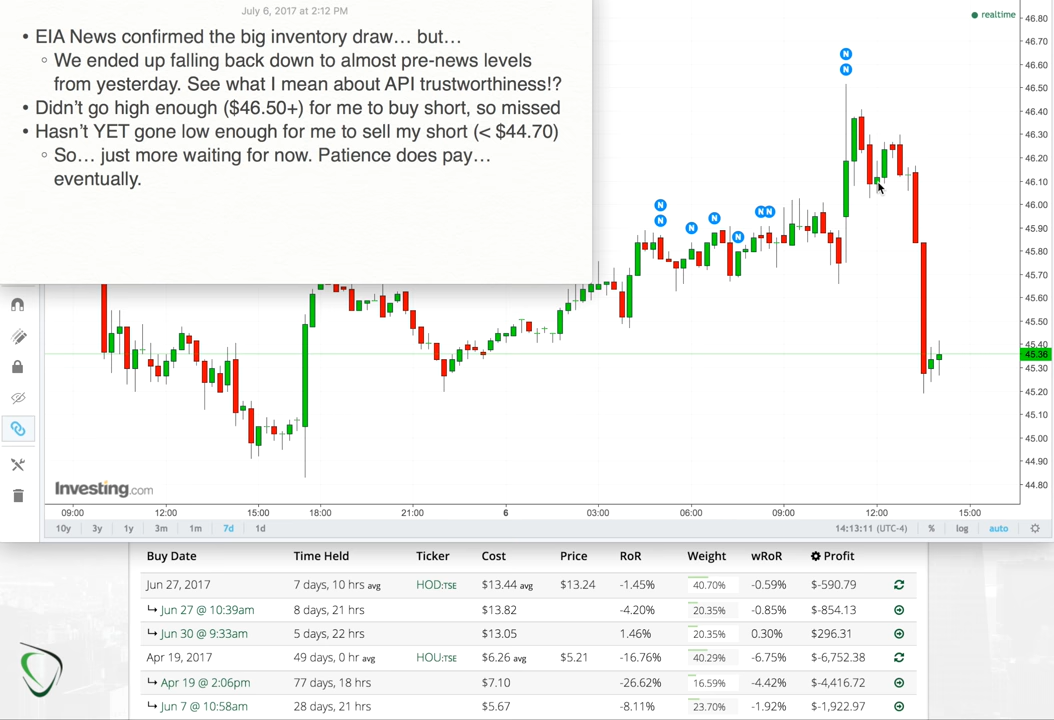 July 6, 2017 at 2:12 PM
• EIA News confirmed the big inventory draw... but...
◦ We ended up falling back down to almost pre-news levels
from yesterday. See what I mean about API trustworthiness!?
• Didn't go high enough ($46.50+) for me to buy short, so missed
• Hasn't YET gone low enough for me to sell my short (< $44.70)
◦ So... just more waiting for now. Patience does pay...
eventually.
realtime
46.80
46.70
46.60
46.50
46.40
46.30
46.20
46.10
46.00
45.90
45.80
45.70
45.60
45.50
45.40
45.36
45.30
45.20
45.10
45.00
44.90
44.80
N
N
N
N
N
N
N
N N
Investing.com
09:00 12:00 15:00 18:00 21:00 6 03:00 06:00 09:00 12:00 15:00
10y 3y 1y 3m 1m 7d 1d 14:13:11 (UTC-4) % log auto
Buy Date Time Held Ticker Cost Price RoR Weight wRoR Profit
Jun 27, 2017 7 days, 10 hrs avg HOD:TSE $13.44 avg $13.24 -1.45% 40.70% -0.59% $-590.79
↳ Jun 27 @ 10:39am 8 days, 21 hrs $13.82 -4.20% 20.35% -0.85% $-854.13
↳ Jun 30 @ 9:33am 5 days, 22 hrs $13.05 1.46% 20.35% 0.30% $296.31
Apr 19, 2017 49 days, 0 hr avg HOU:TSE $6.26 avg $5.21 -16.76% 40.29% -6.75% $-6,752.38
↳ Apr 19 @ 2:06pm 77 days, 18 hrs $7.10 -26.62% 16.59% -4.42% $-4,416.72
↳ Jun 7 @ 10:58am 28 days, 21 hrs $5.67 -8.11% 23.70% -1.92% $-1,922.97